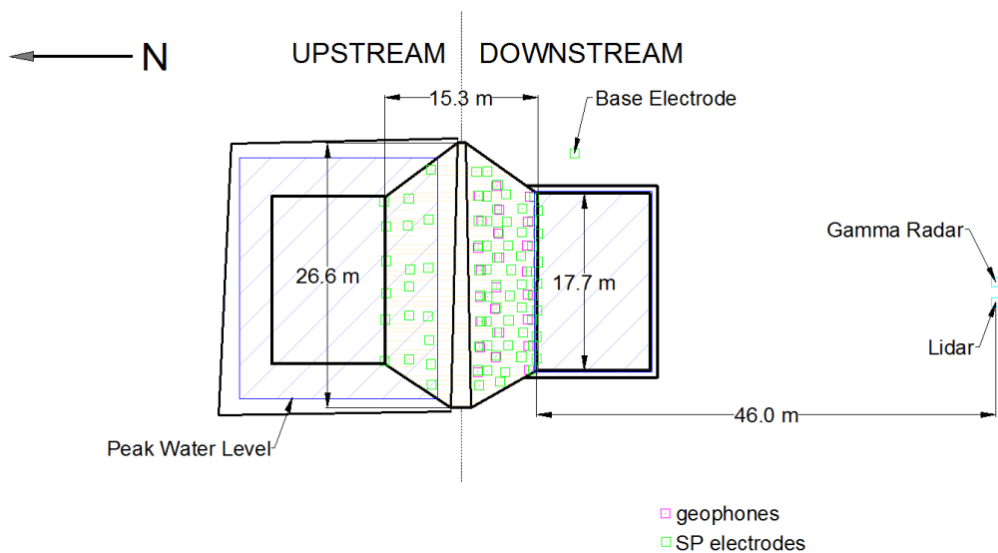 N
UPSTREAM
DOWNSTREAM
15.3 m
Base Electrode
Gamma Radar
26.6 m
17.7 m
Lidar
46.0 m
Peak Water Level
geophones
SP electrodes